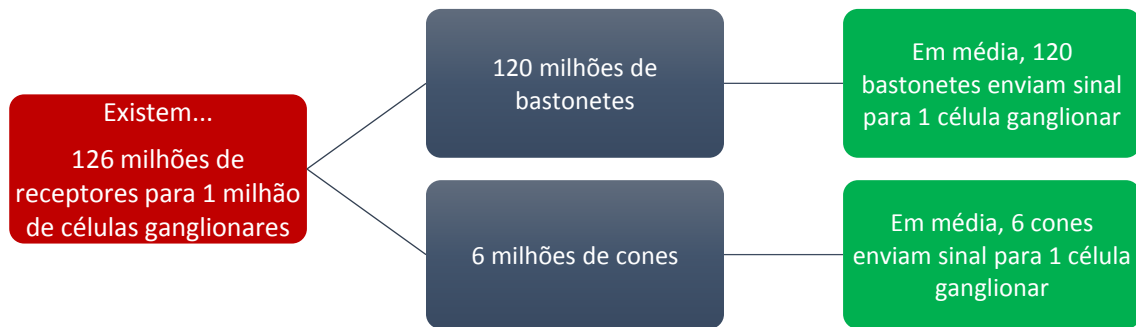 Existem...
126 milhões de
receptores para 1 milhão
de células ganglionares
120 milhões de
bastonetes
Em média, 120
bastonetes enviam sinal
para 1 célula ganglionar
6 milhões de cones
Em média, 6 cones
enviam sinal para 1 célula
ganglionar